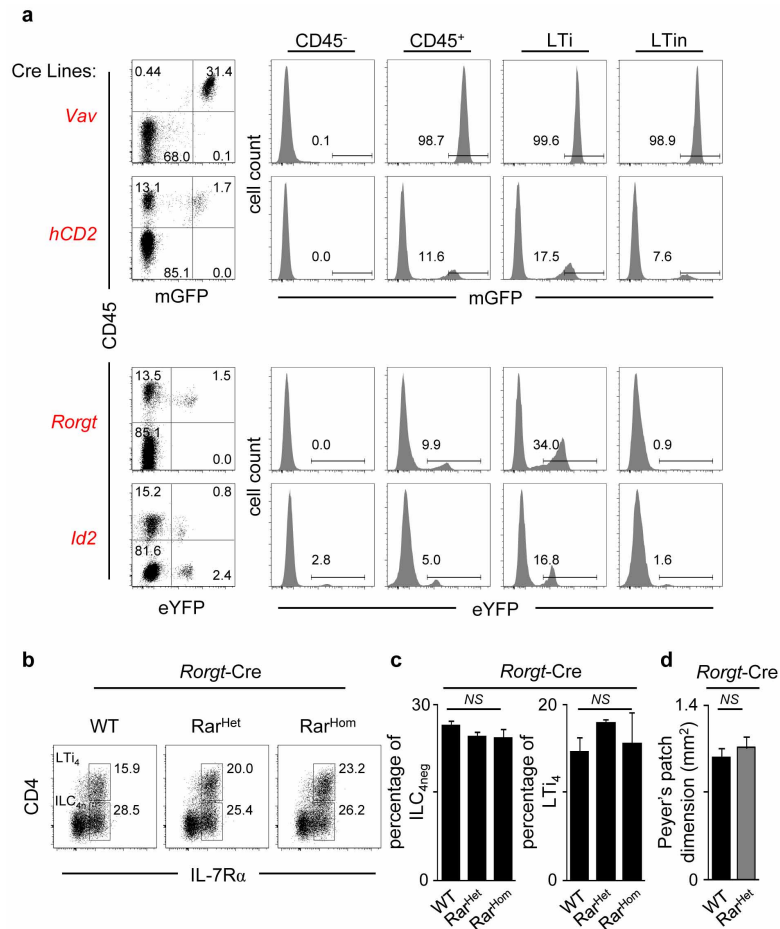 a
CD45- CD45+ LTi LTin
Cre Lines:
Vav
0.44 31.4
68.0 0.1
0.1 98.7 99.6 98.9
hCD2
13.1 1.7
85.1 0.0
0.0 11.6 17.5 7.6
cell count
mGFP mGFP
CD45
Rorgt
13.5 1.5
85.1 0.0
0.0 9.9 34.0 0.9
Id2
15.2 0.8
81.6 2.4
2.8 5.0 16.8 1.6
cell count
eYFP eYFP
b
Rorgt-Cre
WT RarHet RarHom
LTi4 15.9 20.0 23.2
ILC4n 28.5 25.4 26.2
CD4
IL-7Rα
c
Rorgt-Cre
NS NS
30
0
percentage of
ILC4neg
WT RarHet RarHom
20
0
percentage of
LTi4
WT RarHet RarHom
d
Rorgt-Cre
NS
1.4
0
Peyer's patch
dimension (mm²)
WT RarHet